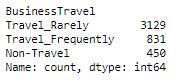 BusinessTravel
Travel_Rarely        3129
Travel_Frequently     831
Non-Travel            450
Name: count, dtype: int64